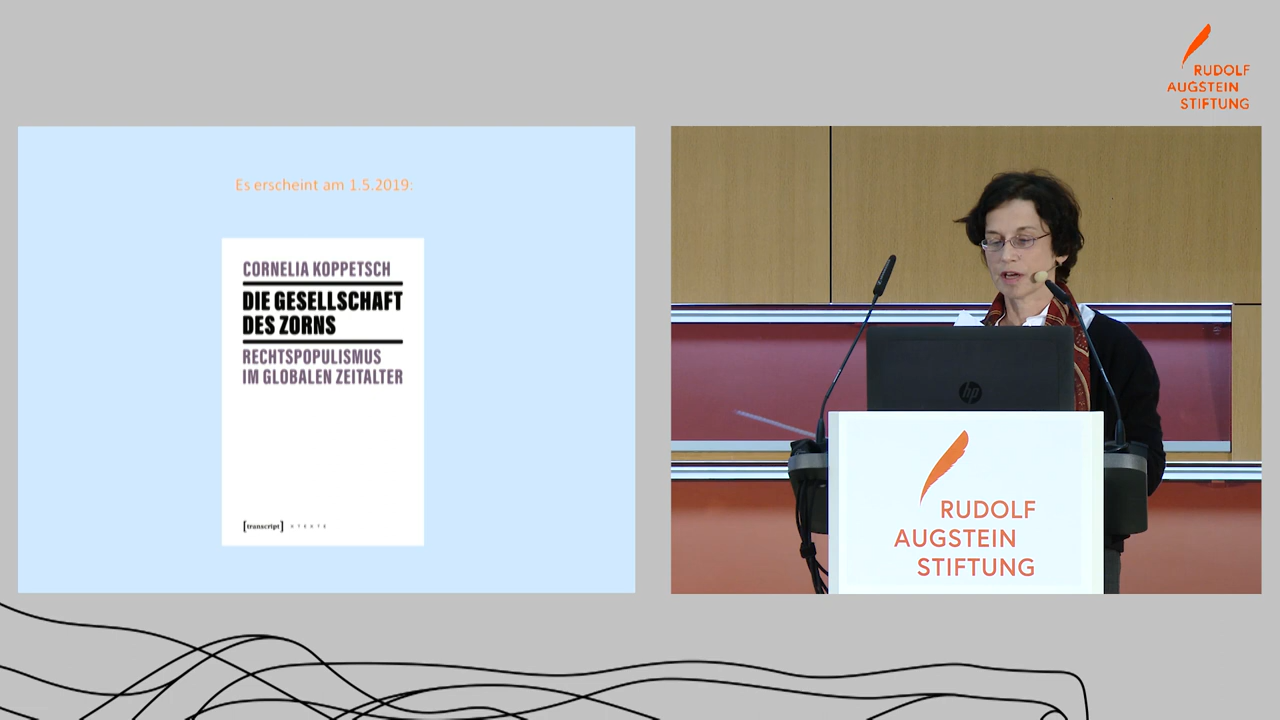 RUDOLF
AUGSTEIN
STIFTUNG
Es erscheint am 1.5.2019:
CORNELIA KOPPETSCH
DIE GESELLSCHAFT
DES ZORNS
RECHTSPOPULISMUS
IM GLOBALEN ZEITALTER
[transcript] XTEXTE
hp
RUDOLF
AUGSTEIN
STIFTUNG